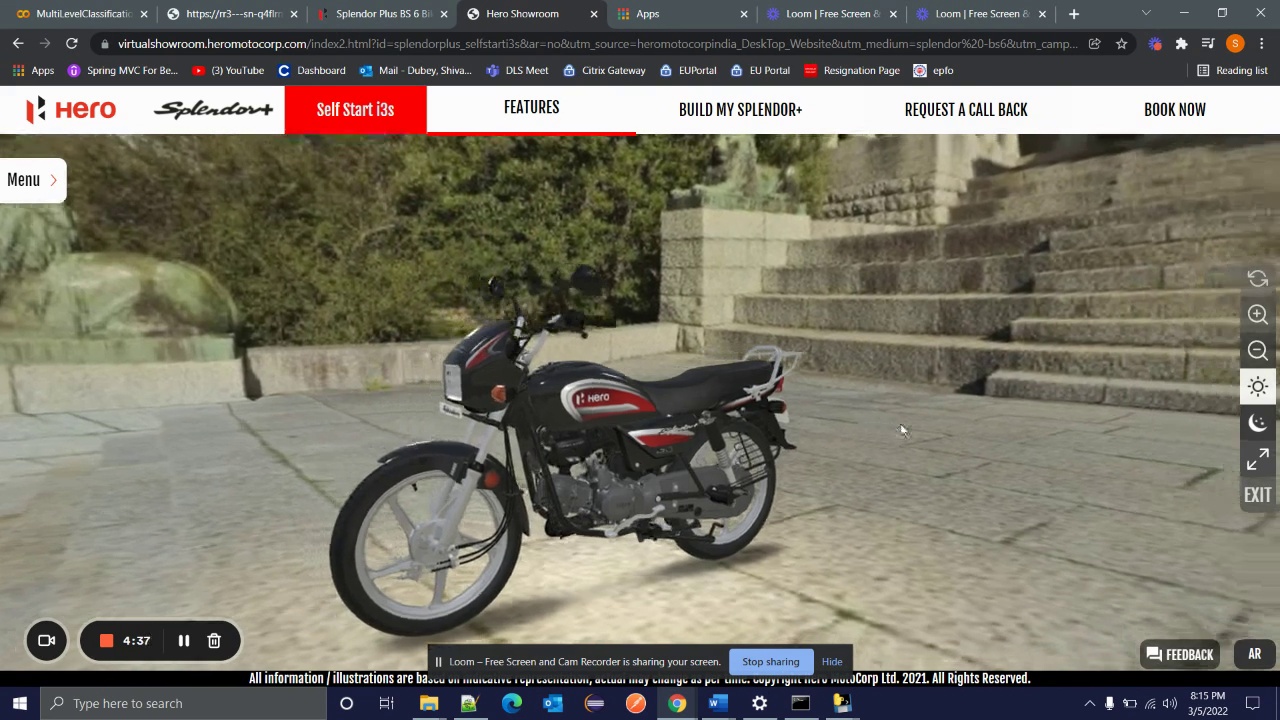 MultiLevelClassificatio
https://rr3---sn-q4flrn
Splendor Plus BS 6 Bi
Hero Showroom
Apps
Loom | Free Screen &
Loom | Free Screen &
virtualshowroom.heromotocorp.com/index2.html?id=splendorplus_selfstarti3s&al=no&utm_source=heromotocorpindia_DeskTop_Website&utm_medium=splendor%20-bs6&utm_camp...
S
Apps
Spring MVC For Be...
(3) YouTube
Dashboard
Mail - Dubey, Shiva...
DLS Meet
Citrix Gateway
EUPortal
EU Portal
Resignation Page
epfo
Reading list
Hero
Splendor+
Self Start i3s
FEATURES
BUILD MY SPLENDOR+
REQUEST A CALL BACK
BOOK NOW
Menu
Hero
EXIT
4:37
Loom – Free Screen and Cam Recorder is sharing your screen.
Stop sharing
Hide
FEEDBACK
AR
All information / illustrations are based on indicative representation, actual may change as per time. Copyright Hero MotoCorp Ltd. 2021. All Rights Reserved.
Type here to search
8:15 PM
3/5/2022